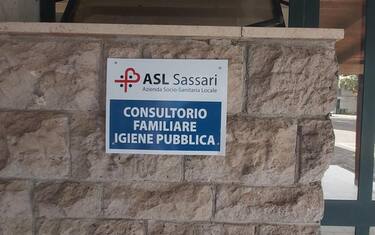 ASL Sassari
Azienda Socio-Sanitaria Locale
CONSULTORIO
FAMILIARE
IGIENE PUBBLICA